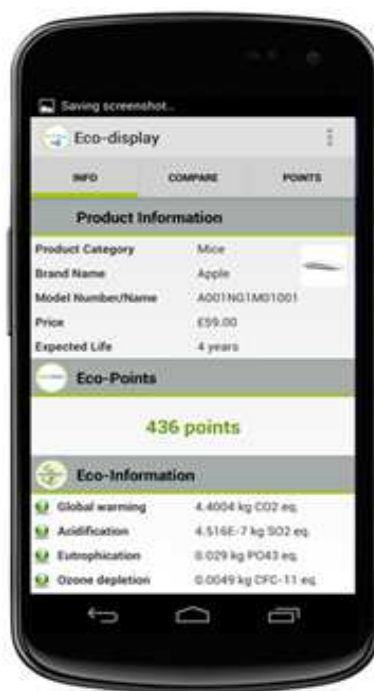 Saving screenshot...
Eco-display
INFO COMPARE POINTS
Product Information
Product Category Mice
Brand Name Apple
Model Number/Name A001NG1M01001
Price £59.00
Expected Life 4 years
Eco-Points
436 points
Eco-Information
Global warming 4.4004 kg CO2 eq.
Acidification 4.516E-7 kg SO2 eq.
Eutrophication 0.029 kg PO43 eq.
Ozone depletion 0.0049 kg CFC-11 eq.